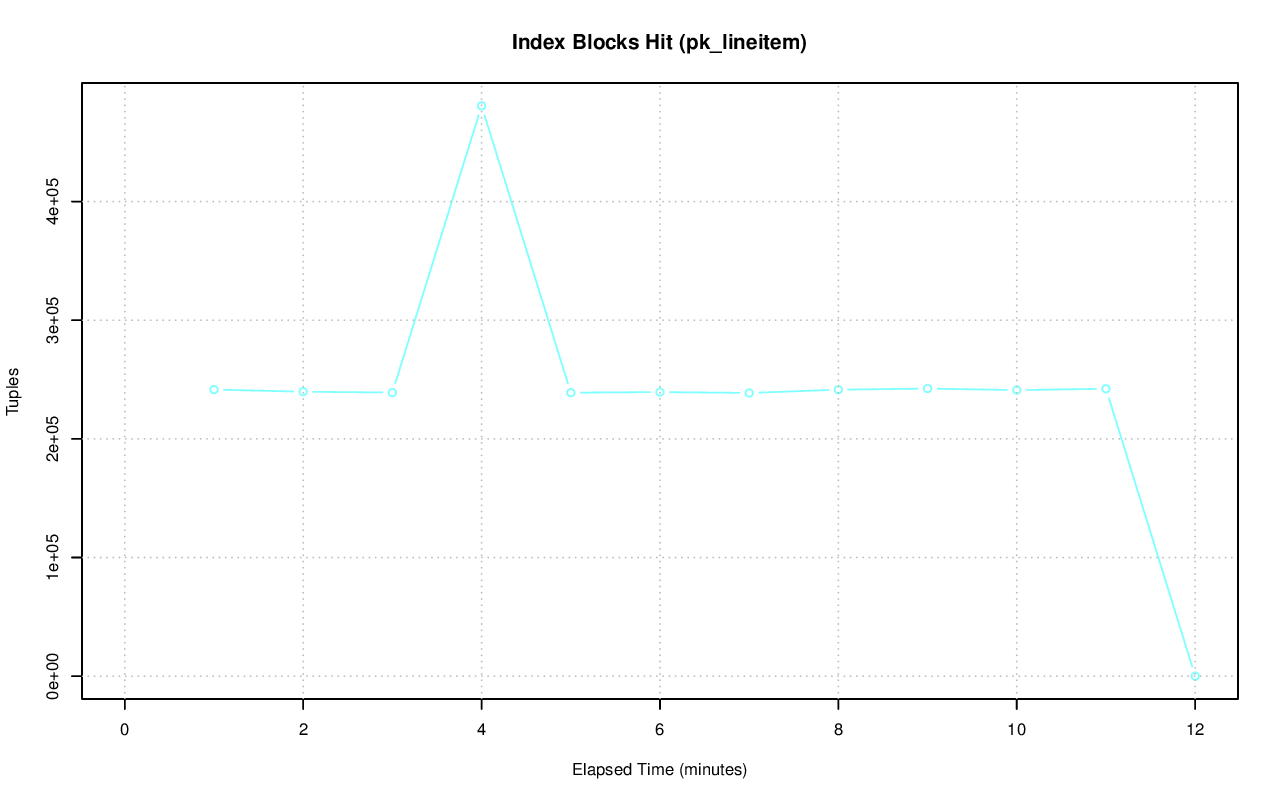 Index Blocks Hit (pk_lineitem)
Tuples
4e+05
3e+05
2e+05
1e+05
0e+00
0 2 4 6 8 10 12
Elapsed Time (minutes)